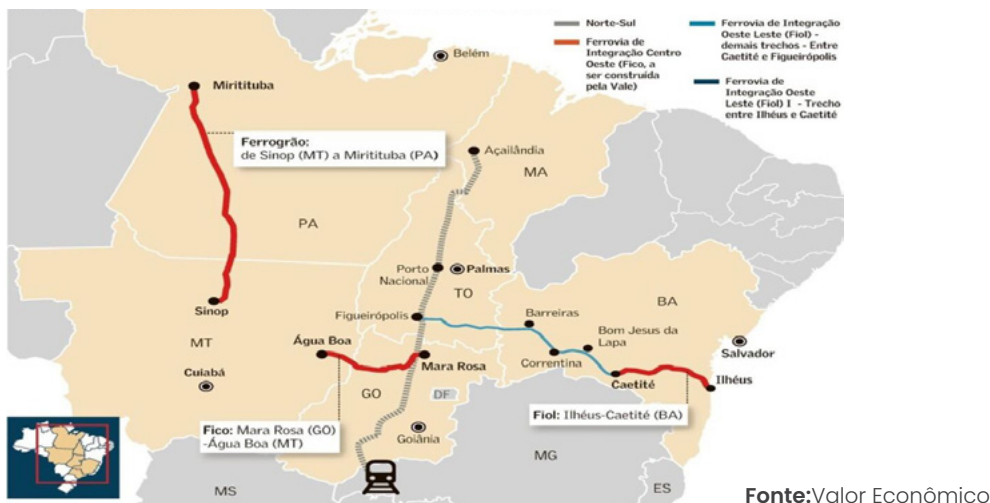 Norte-Sul
Ferrovia de
Integração Centro
Oeste (Fico, a
ser construída
pela Vale)
Ferrovia de Integração
Oeste Leste (Fiol) -
demais trechos - Entre
Caetité e Figueirópolis
Ferrovia de
Integração Oeste
Leste (Fiol) I - Trecho
entre Ilhéus e Caetité
Belém
Miritituba
Ferrogrão:
de Sinop (MT) a Miritituba (PA)
Açailândia
MA
PA
Porto
Nacional
Palmas
TO
Sinop
Figueirópolis
BA
Barreiras
Bom Jesus da
Lapa
MT
Água Boa
Mara Rosa
Correntina
Salvador
Cuiabá
Caetité
Ilhéus
GO
DF
Fico: Mara Rosa (GO)
-Água Boa (MT)
Goiânia
Fiol: Ilhéus-Caetité (BA)
MG
MS
ES
Fonte:Valor Econômico